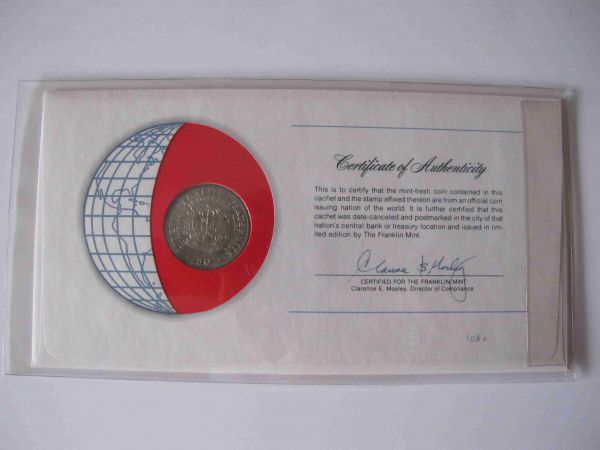 Certificate of Authenticity
This is to certify that the mint-fresh coin contained in this
cachet and the stamp affixed thereon are from an official coin
issuing nation of the world. It is further certified that this
cachet was date-canceled and postmarked in the city of that
nation's central bank or treasury location and issued in lim-
ited edition by The Franklin Mint.
CERTIFIED FOR THE FRANKLIN MINT
Clarence E. Mosley, Director of Compliance